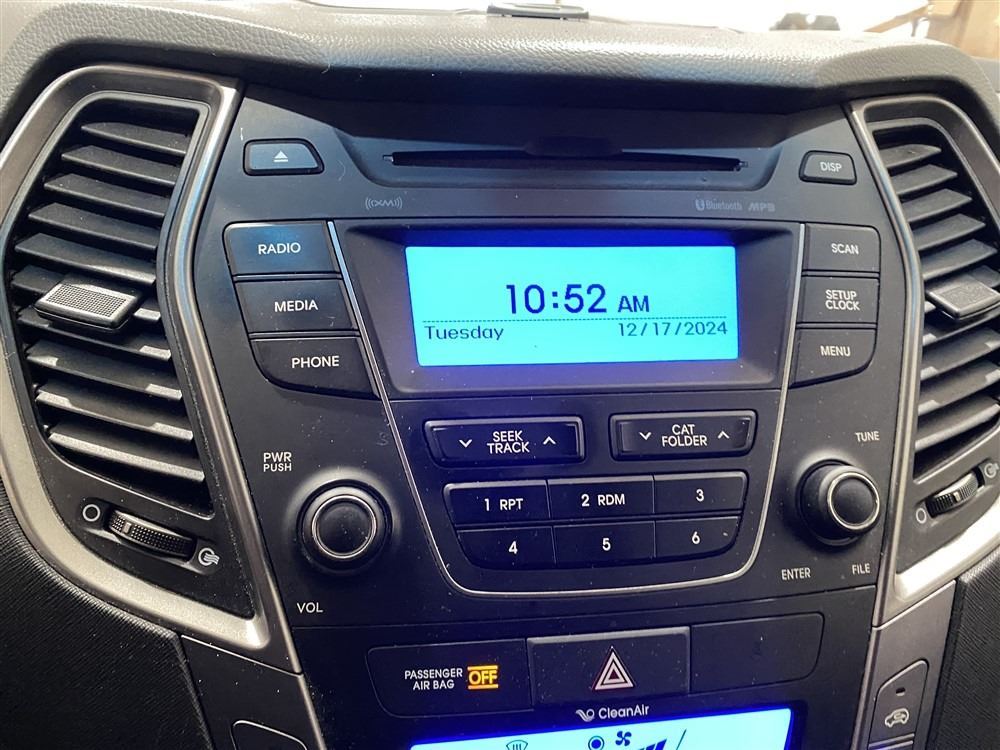 DISP
((XM))
Bluetooth MP3
RADIO
SCAN
MEDIA
10:52 AM
SETUP
CLOCK
Tuesday 12/17/2024
PHONE
MENU
SEEK
TRACK
CAT
FOLDER
TUNE
PWR
PUSH
1 RPT
2 RDM
3
4
5
6
ENTER
FILE
VOL
PASSENGER
AIR BAG
OFF
CleanAir